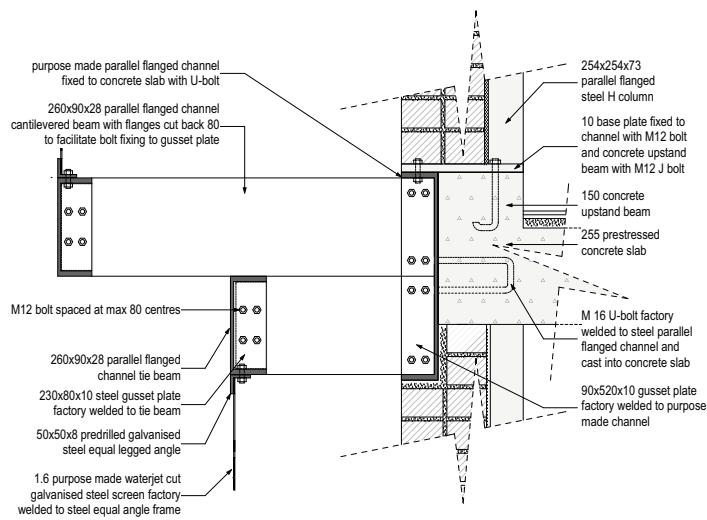 purpose made parallel flanged channel
fixed to concrete slab with U-bolt
260x90x28 parallel flanged channel
cantilevered beam with flanges cut back 80
to facilitate bolt fixing to gusset plate
M12 bolt spaced at max 80 centres
260x90x28 parallel flanged
channel tie beam
230x80x10 steel gusset plate
factory welded to tie beam
50x50x8 predrilled galvanised
steel equal legged angle
1.6 purpose made waterjet cut
galvanised steel screen factory
welded to steel equal angle frame
254x254x73
parallel flanged
steel H column
10 base plate fixed to
channel with M12 bolt
and concrete upstand
beam with M12 J bolt
150 concrete
upstand beam
255 prestressed
concrete slab
M 16 U-bolt factory
welded to steel parallel
flanged channel and
cast into concrete slab
90x520x10 gusset plate
factory welded to purpose
made channel